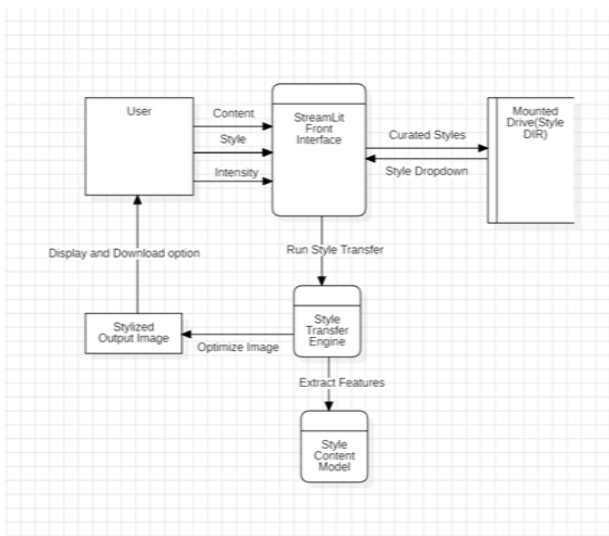 User
Content
Style
Intensity
StreamLit
Front
Interface
Curated Styles
Style Dropdown
Mounted
Drive(Style
DIR)
Run Style Transfer
Display and Download option
Style
Transfer
Engine
Optimize Image
Stylized
Output Image
Extract Features
Style
Content
Model